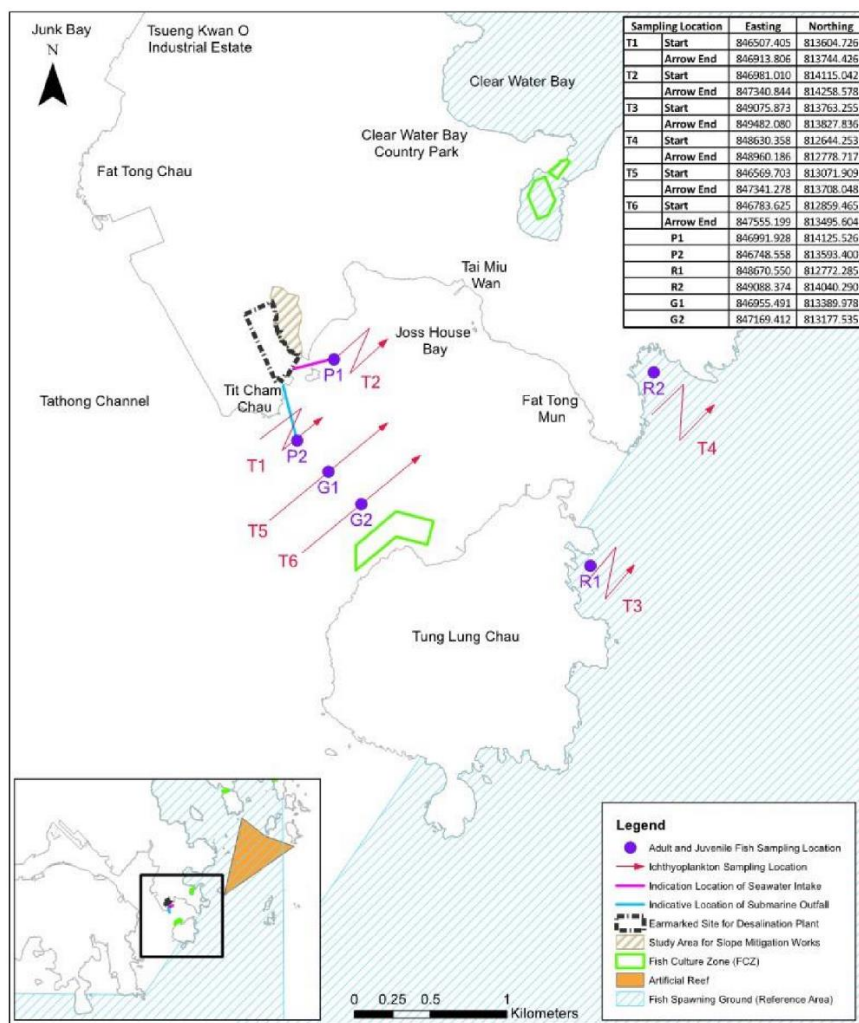 Junk Bay
N
Tsueng Kwan O
Industrial Estate
Clear Water Bay
Clear Water Bay
Country Park
Fat Tong Chau
Tai Miu
Wan
Joss House
Bay
Tit Cham
Chau
Tathong Channel
Fat Tong
Mun
Tung Lung Chau
P1
T2
R2
T4
T1
P2
G1
T5
G2
T6
R1
T3
Sampling Location Easting Northing
T1 Start 846507.405 813604.726
Arrow End 846913.806 813744.426
T2 Start 846981.010 814115.042
Arrow End 847340.844 814258.578
T3 Start 849075.873 813763.255
Arrow End 849482.080 813827.836
T4 Start 848630.358 812644.253
Arrow End 848960.186 812778.717
T5 Start 846569.703 813071.909
Arrow End 847341.278 813708.048
T6 Start 846783.625 812859.465
Arrow End 847555.199 813495.604
P1 846991.928 814125.526
P2 846748.558 813593.400
R1 848670.550 812772.285
R2 849088.374 814040.290
G1 846955.491 813389.978
G2 847169.412 813177.535
Legend
Adult and Juvenile Fish Sampling Location
Ichthyoplankton Sampling Location
Indication Location of Seawater Intake
Indicative Location of Submarine Outfall
Earmarked Site for Desalination Plant
Study Area for Slope Mitigation Works
Fish Culture Zone (FCZ)
Artificial Reef
Fish Spawning Ground (Reference Area)
0 0.25 0.5 1
Kilometers